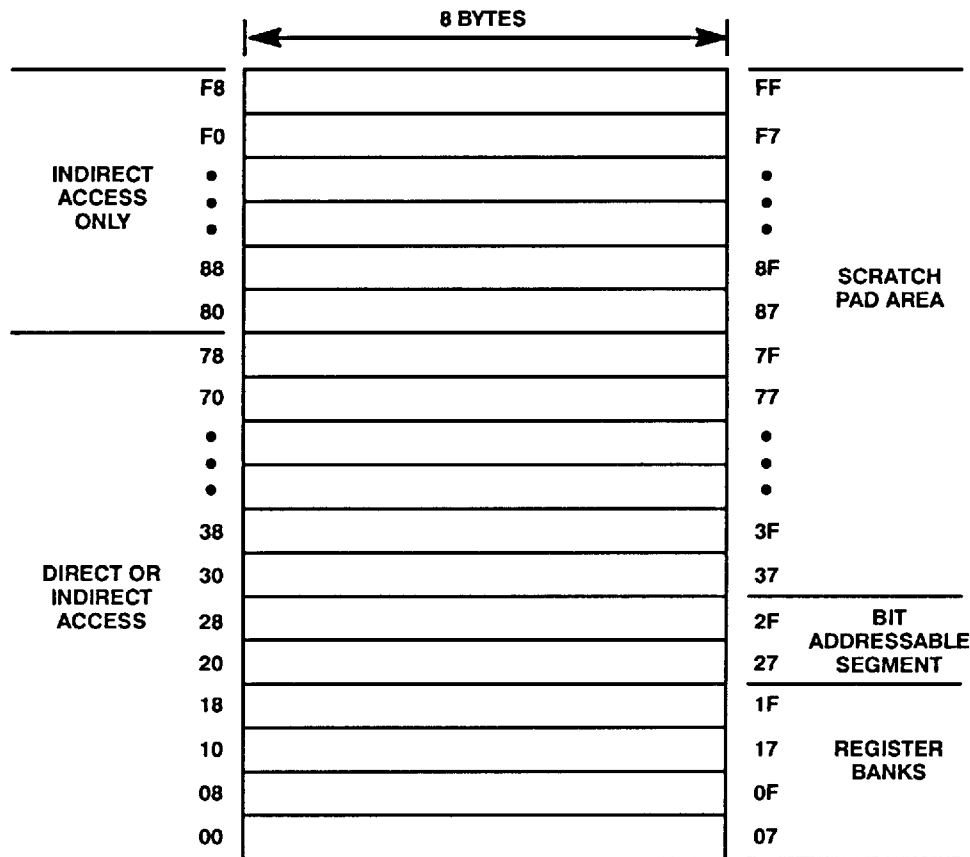 8 BYTES
F8 FF
F0 F7
INDIRECT
ACCESS
ONLY
88 8F
80 87
SCRATCH
PAD AREA
78 7F
70 77
38 3F
30 37
DIRECT OR
INDIRECT
ACCESS
28 2F
20 27
BIT
ADDRESSABLE
SEGMENT
18 1F
10 17
REGISTER
BANKS
08 0F
00 07